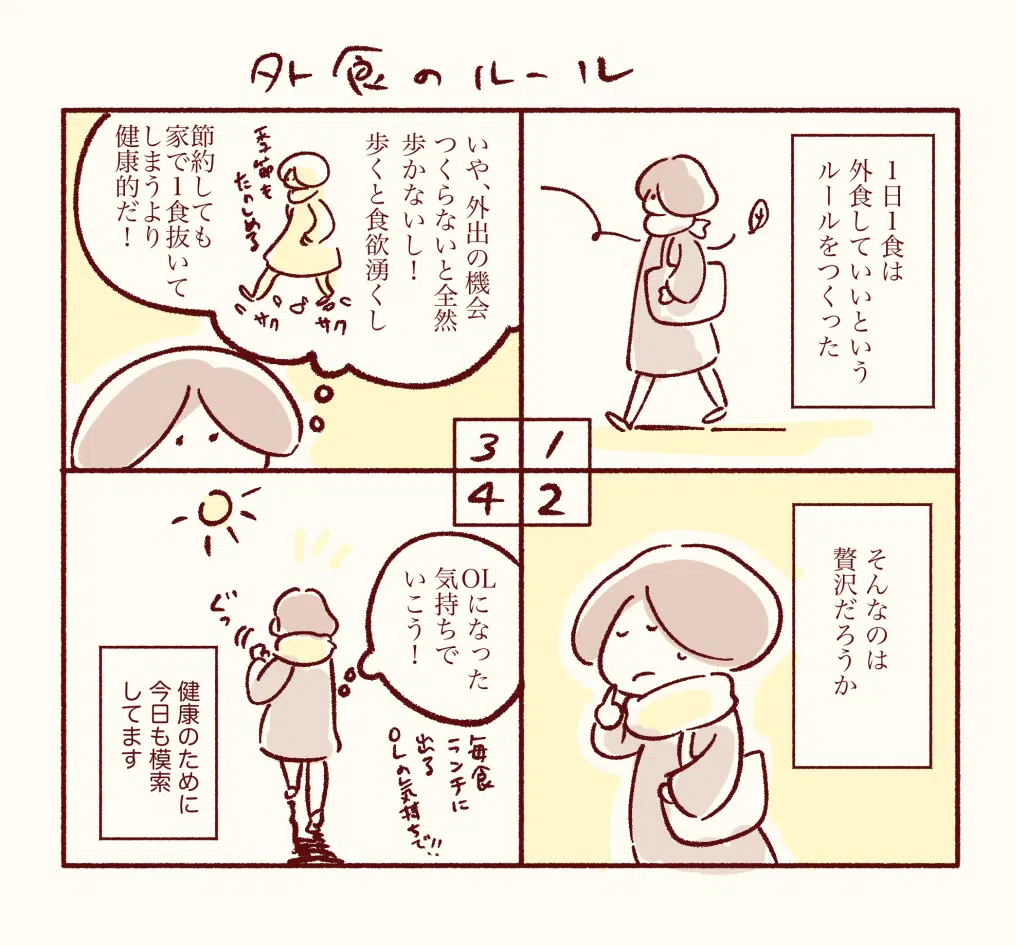 外食のルール
1
1日1食は
外食していいという
ルールをつくった
2
そんなのは
贅沢だろうか
3
いや、外出の機会
つくらないと全然
歩かないし！
歩くと食欲湧くし
季節も
たのしめる
サク
サク
節約しても
家で1食抜いて
しまうより
健康的だ！
4
OLになった
気持ちで
いこう！
ぐっ
毎食
ランチに
出る
OLの気持ちで!!
健康のために
今日も模索
してます